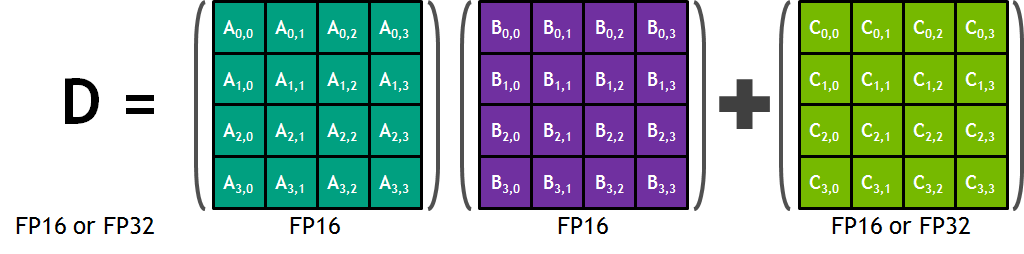 A0,0 A0,1 A0,2 A0,3 B0,0 B0,1 B0,2 B0,3 C0,0 C0,1 C0,2 C0,3
A1,0 A1,1 A1,2 A1,3 B1,0 B1,1 B1,2 B1,3 C1,0 C1,1 C1,2 C1,3
D =
A2,0 A2,1 A2,2 A2,3 B2,0 B2,1 B2,2 B2,3 C2,0 C2,1 C2,2 C2,3
A3,0 A3,1 A3,2 A3,3 B3,0 B3,1 B3,2 B3,3 C3,0 C3,1 C3,2 C3,3
FP16 or FP32 FP16 FP16 FP16 or FP32